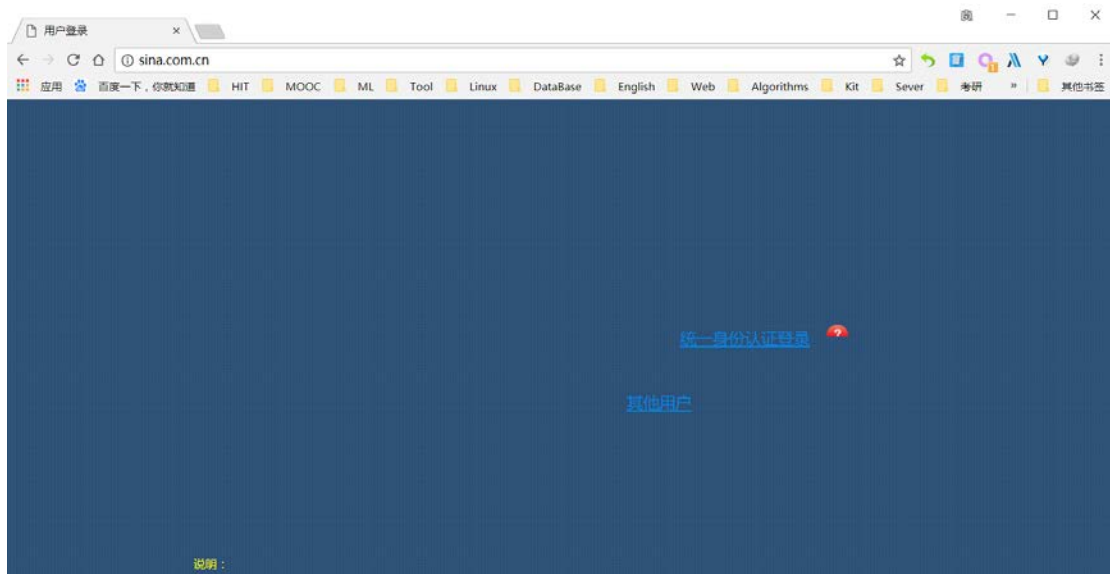 用户登录
sina.com.cn
应用 百度一下，你就知道 HIT MOOC ML Tool Linux DataBase English Web Algorithms Kit Sever 考研 » 其他书签
统一身份认证登录 ?
其他用户
说明：